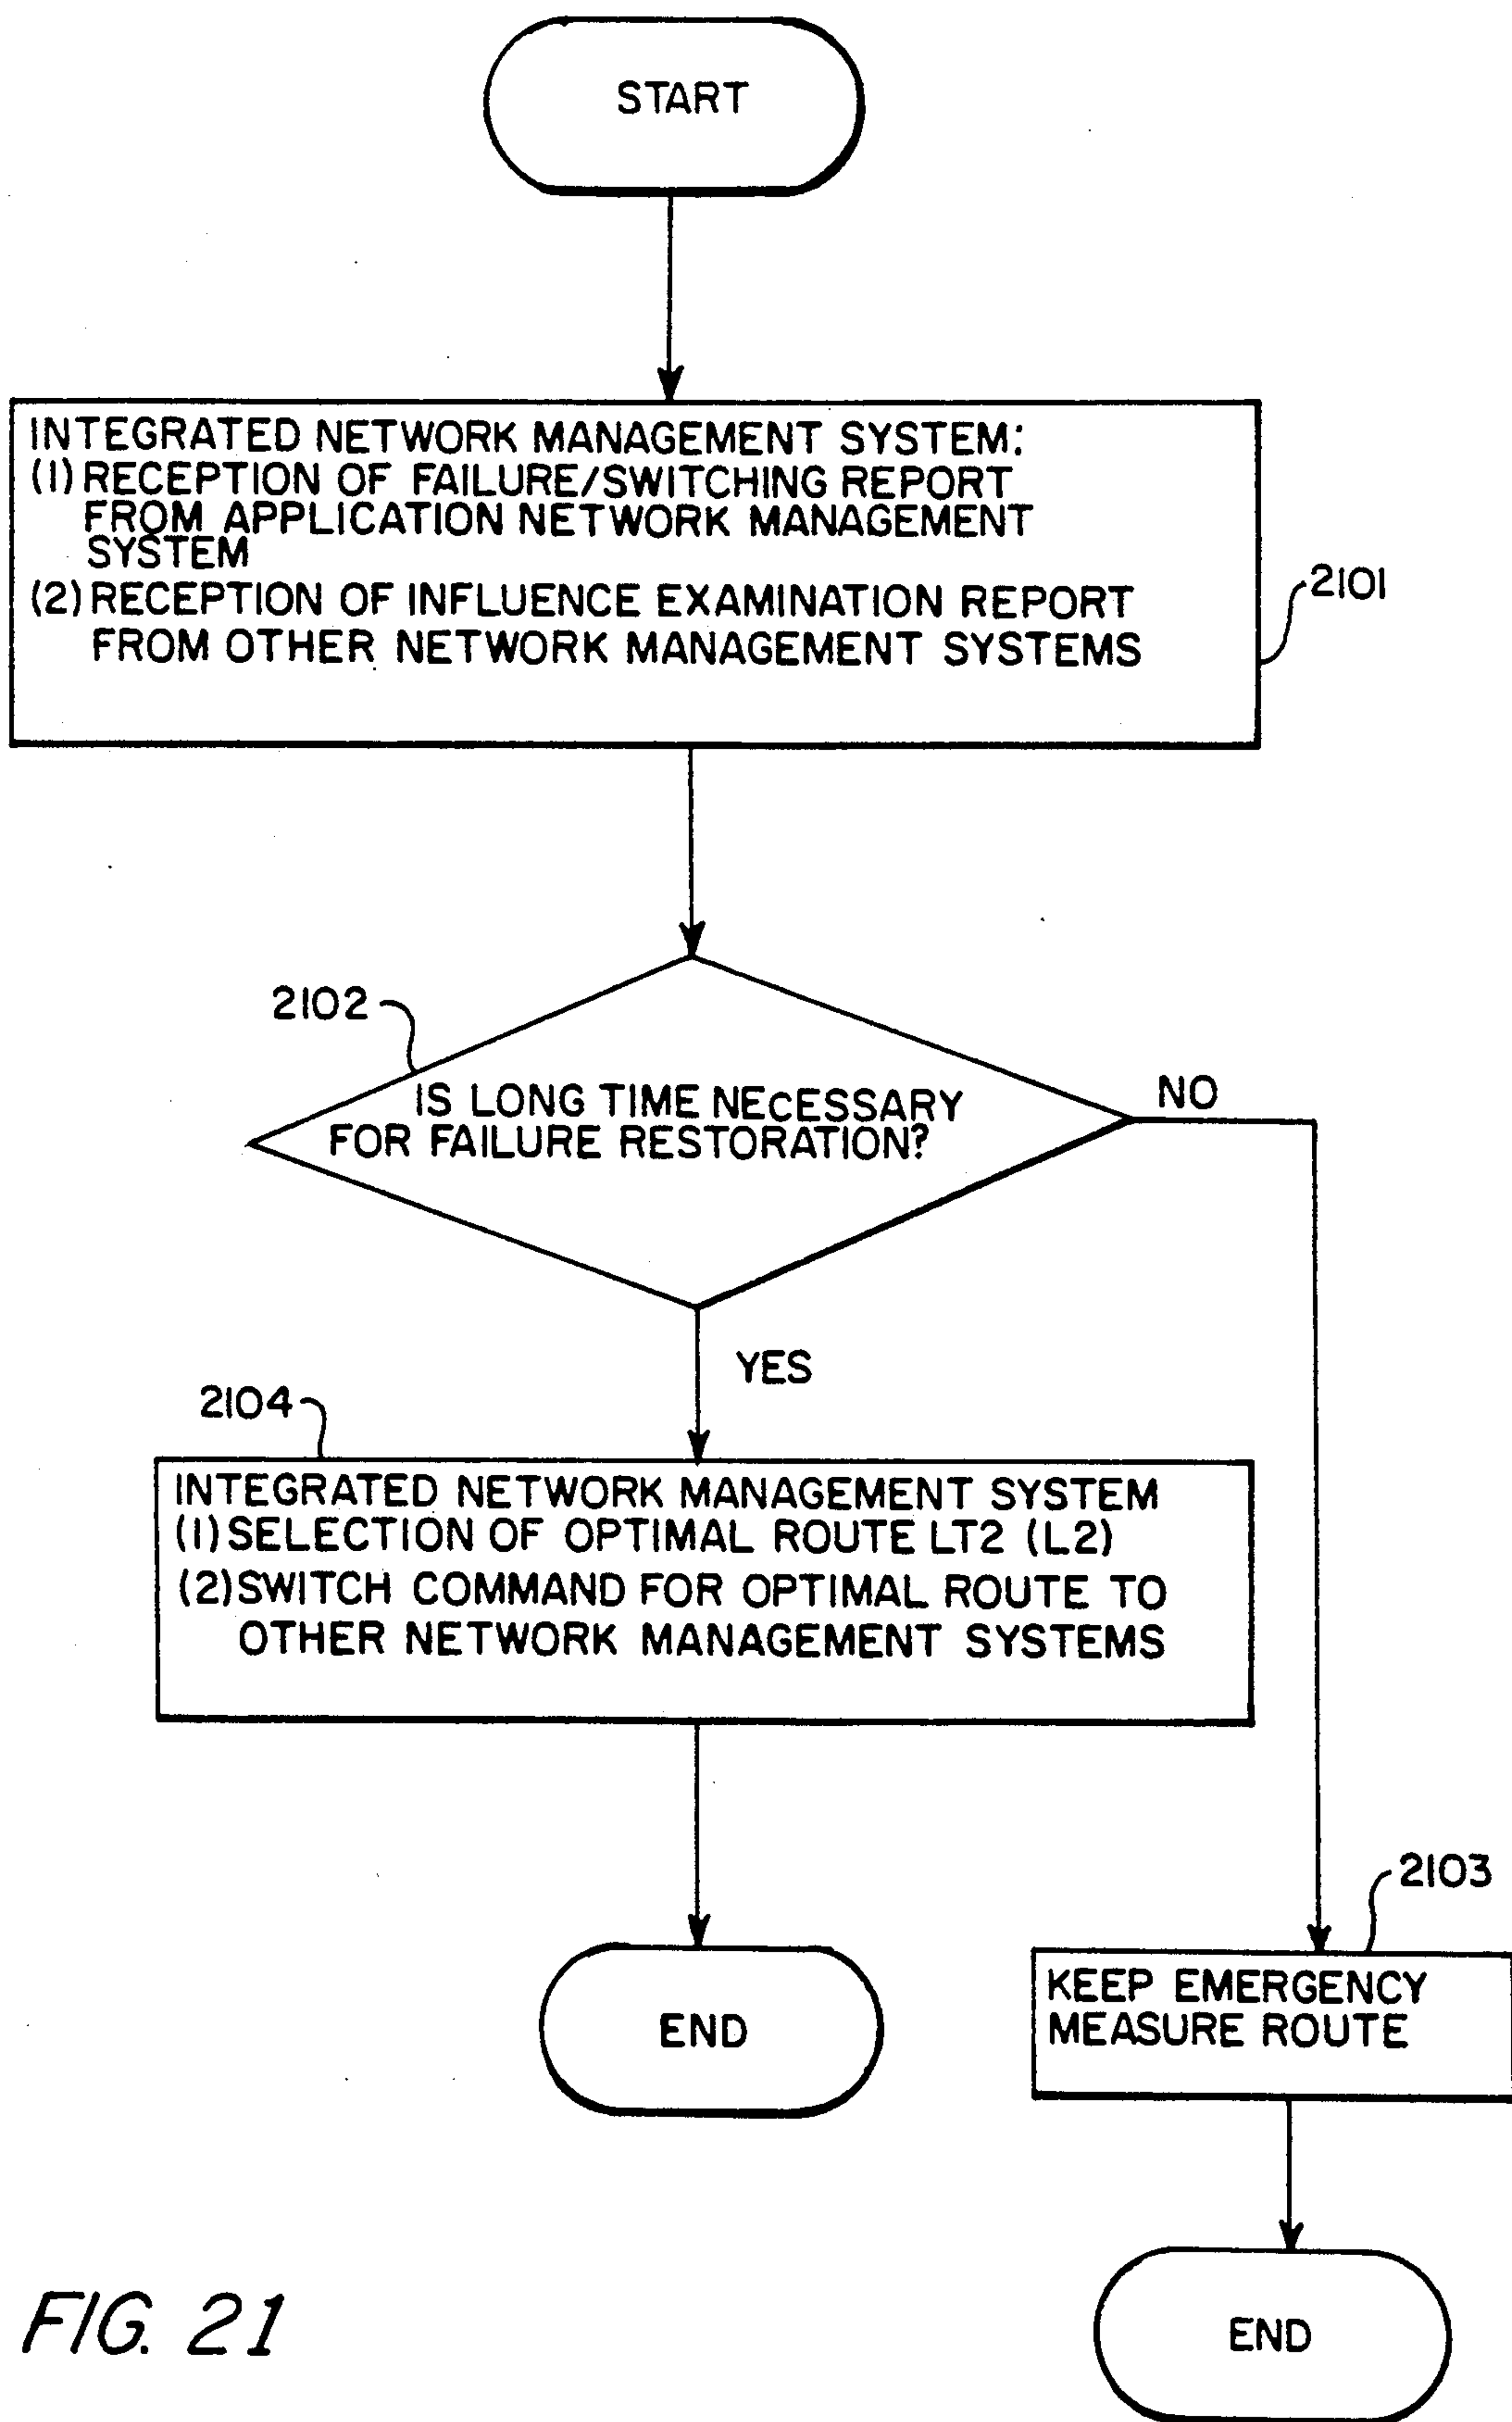 START
INTEGRATED NETWORK MANAGEMENT SYSTEM:
(1) RECEPTION OF FAILURE/SWITCHING REPORT
FROM APPLICATION NETWORK MANAGEMENT
SYSTEM
(2) RECEPTION OF INFLUENCE EXAMINATION REPORT
FROM OTHER NETWORK MANAGEMENT SYSTEMS
2101
2102
IS LONG TIME NECESSARY
FOR FAILURE RESTORATION?
NO
YES
2104
INTEGRATED NETWORK MANAGEMENT SYSTEM
(1) SELECTION OF OPTIMAL ROUTE LT2 (L2)
(2) SWITCH COMMAND FOR OPTIMAL ROUTE TO
OTHER NETWORK MANAGEMENT SYSTEMS
2103
KEEP EMERGENCY
MEASURE ROUTE
END
END
FIG. 21